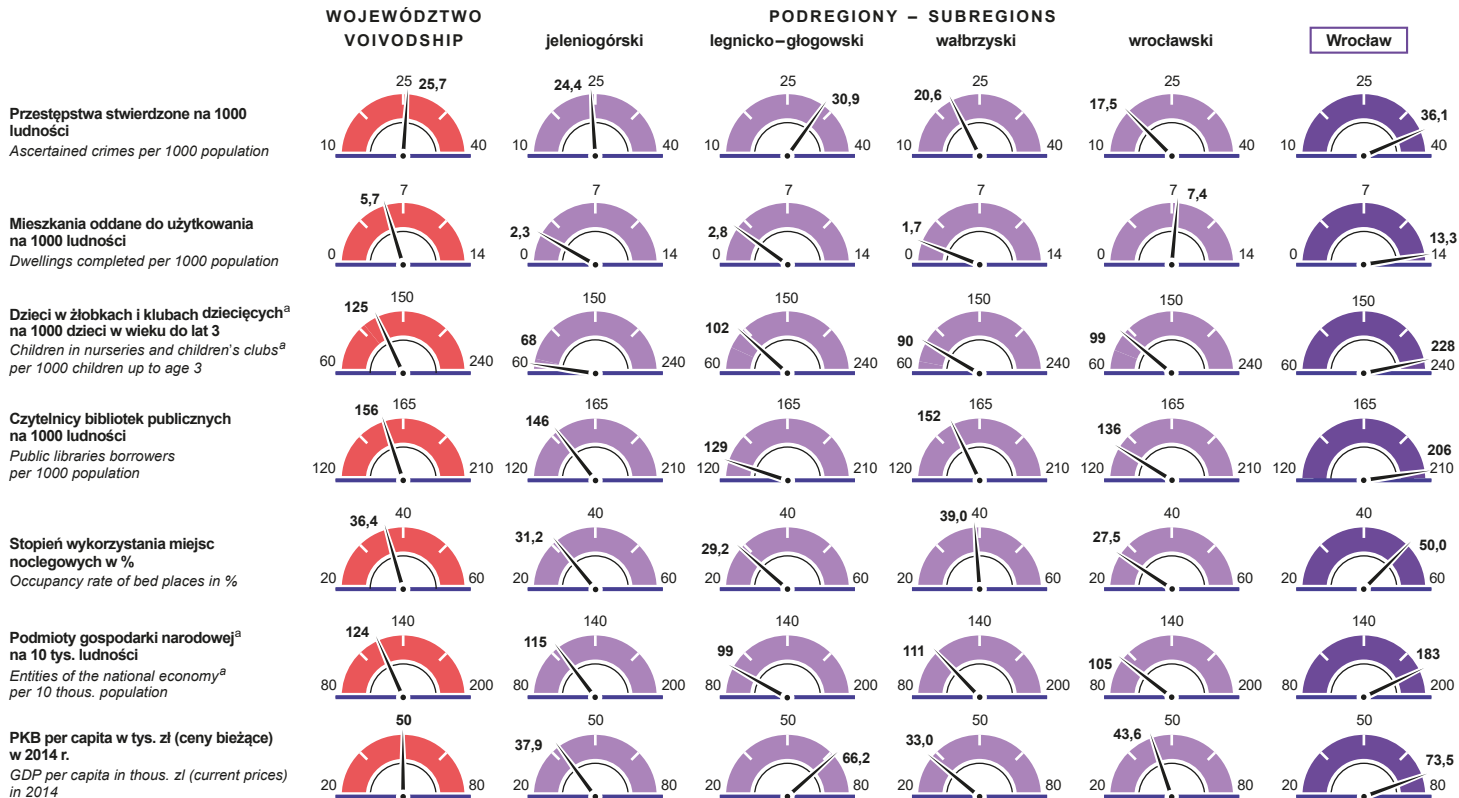 WOJEWÓDZTWO PODREGIONY – SUBREGIONS
VOIVODSHIP jeleniogórski legnicko–głogowski wałbrzyski wrocławski Wrocław
Przestępstwa stwierdzone na 1000
ludności
Ascertained crimes per 1000 population
25 25,7 10 40
24,4 25 10 40
25 30,9 10 40
20,6 25 10 40
17,5 25 10 40
25 36,1 10 40
Mieszkania oddane do użytkowania
na 1000 ludności
Dwellings completed per 1000 population
5,7 7 0 14
2,3 7 0 14
2,8 7 0 14
1,7 7 0 14
7 7,4 0 14
7 13,3 0 14
Dzieci w żłobkach i klubach dziecięcych a
na 1000 dzieci w wieku do lat 3
Children in nurseries and children's clubs a
per 1000 children up to age 3
125 150 60 240
68 150 60 240
102 150 60 240
90 150 60 240
99 150 60 240
150 228 60 240
Czytelnicy bibliotek publicznych
na 1000 ludności
Public libraries borrowers
per 1000 population
156 165 120 210
146 165 120 210
129 165 120 210
152 165 120 210
136 165 120 210
165 206 120 210
Stopień wykorzystania miejsc
noclegowych w %
Occupancy rate of bed places in %
36,4 40 20 60
31,2 40 20 60
29,2 40 20 60
39,0 40 20 60
27,5 40 20 60
40 50,0 20 60
Podmioty gospodarki narodowej a
na 10 tys. ludności
Entities of the national economy a
per 10 thous. population
124 140 80 200
115 140 80 200
99 140 80 200
111 140 80 200
105 140 80 200
140 183 80 200
PKB per capita w tys. zł (ceny bieżące)
w 2014 r.
GDP per capita in thous. zl (current prices)
in 2014
50 20 80
37,9 50 20 80
50 66,2 20 80
33,0 50 20 80
43,6 50 20 80
50 73,5 20 80